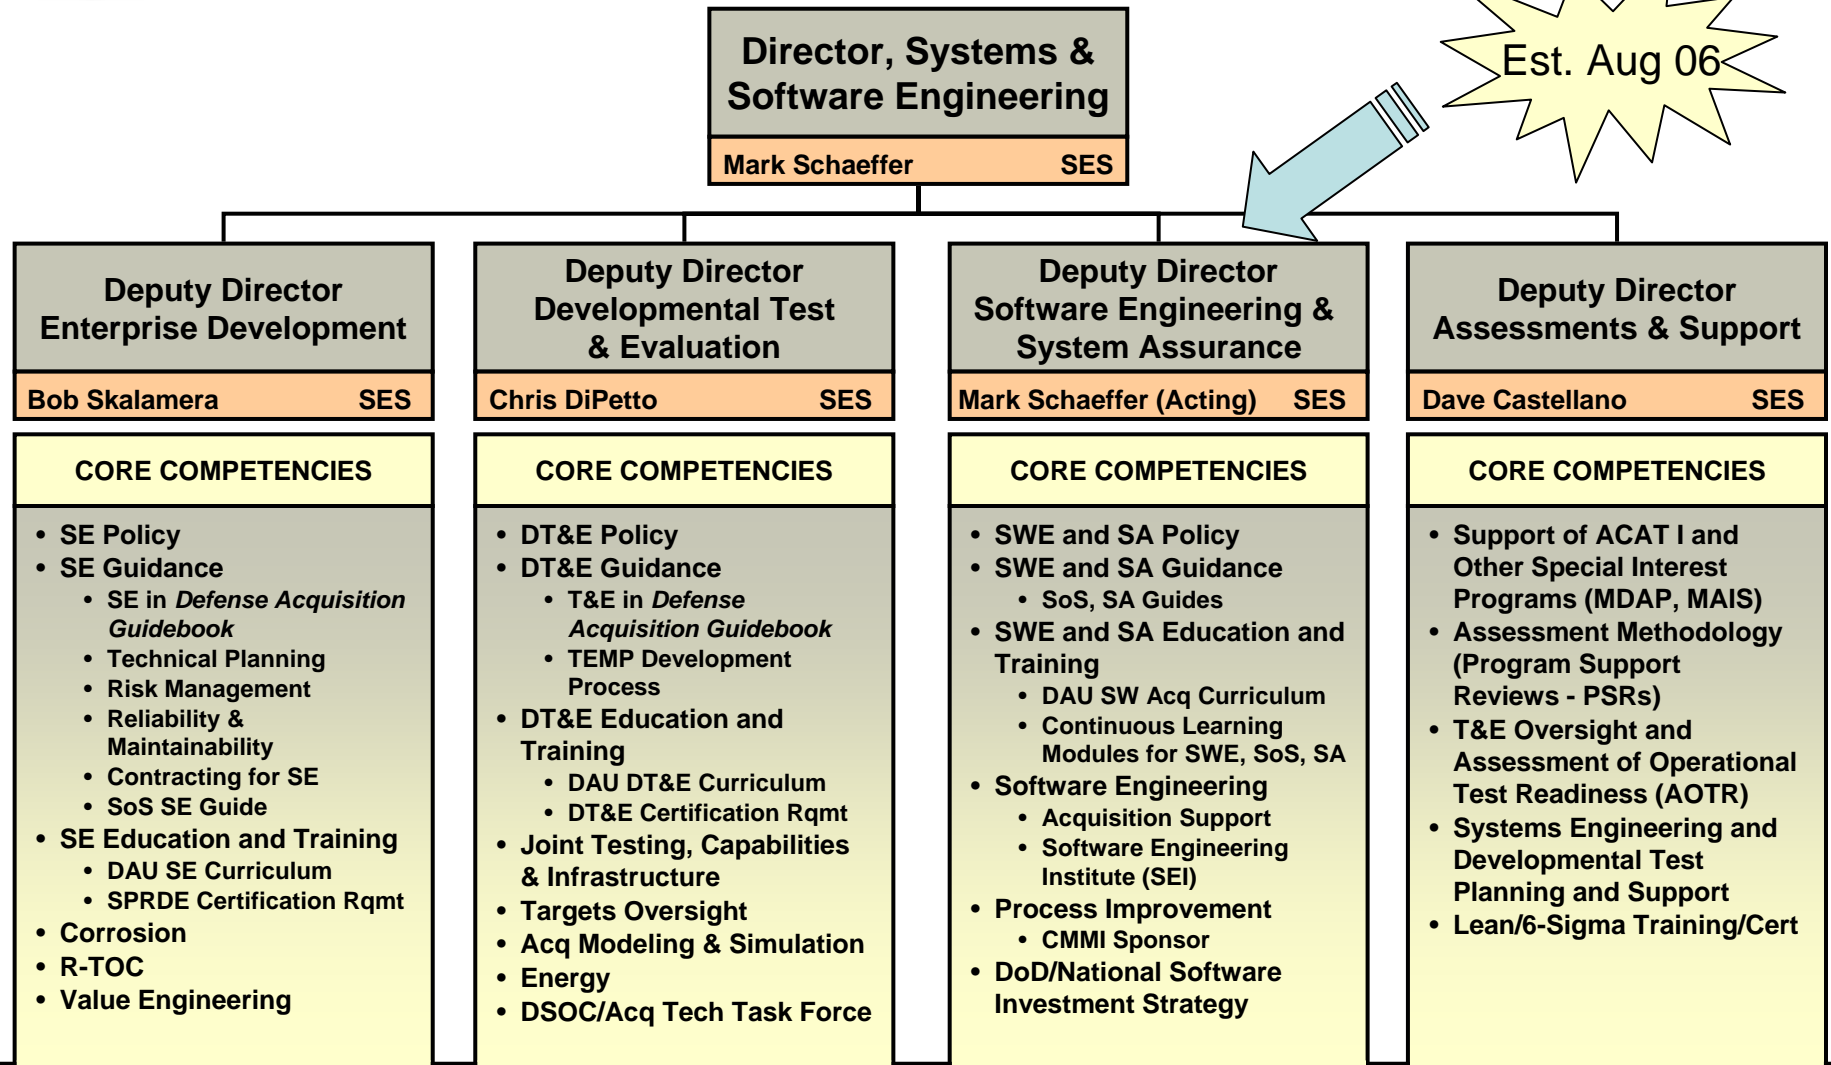 Director, Systems &
Software Engineering
Mark Schaeffer SES
Est. Aug 06
Deputy Director
Enterprise Development
Bob Skalamera SES
CORE COMPETENCIES
• SE Policy
• SE Guidance
• SE in Defense Acquisition
Guidebook
• Technical Planning
• Risk Management
• Reliability &
Maintainability
• Contracting for SE
• SoS SE Guide
• SE Education and Training
• DAU SE Curriculum
• SPRDE Certification Rqmt
• Corrosion
• R-TOC
• Value Engineering
Deputy Director
Developmental Test
& Evaluation
Chris DiPetto SES
CORE COMPETENCIES
• DT&E Policy
• DT&E Guidance
• T&E in Defense
Acquisition Guidebook
• TEMP Development
Process
• DT&E Education and
Training
• DAU DT&E Curriculum
• DT&E Certification Rqmt
• Joint Testing, Capabilities
& Infrastructure
• Targets Oversight
• Acq Modeling & Simulation
• Energy
• DSOC/Acq Tech Task Force
Deputy Director
Software Engineering &
System Assurance
Mark Schaeffer (Acting) SES
CORE COMPETENCIES
• SWE and SA Policy
• SWE and SA Guidance
• SoS, SA Guides
• SWE and SA Education and
Training
• DAU SW Acq Curriculum
• Continuous Learning
Modules for SWE, SoS, SA
• Software Engineering
• Acquisition Support
• Software Engineering
Institute (SEI)
• Process Improvement
• CMMI Sponsor
• DoD/National Software
Investment Strategy
Deputy Director
Assessments & Support
Dave Castellano SES
CORE COMPETENCIES
• Support of ACAT I and
Other Special Interest
Programs (MDAP, MAIS)
• Assessment Methodology
(Program Support
Reviews - PSRs)
• T&E Oversight and
Assessment of Operational
Test Readiness (AOTR)
• Systems Engineering and
Developmental Test
Planning and Support
• Lean/6-Sigma Training/Cert